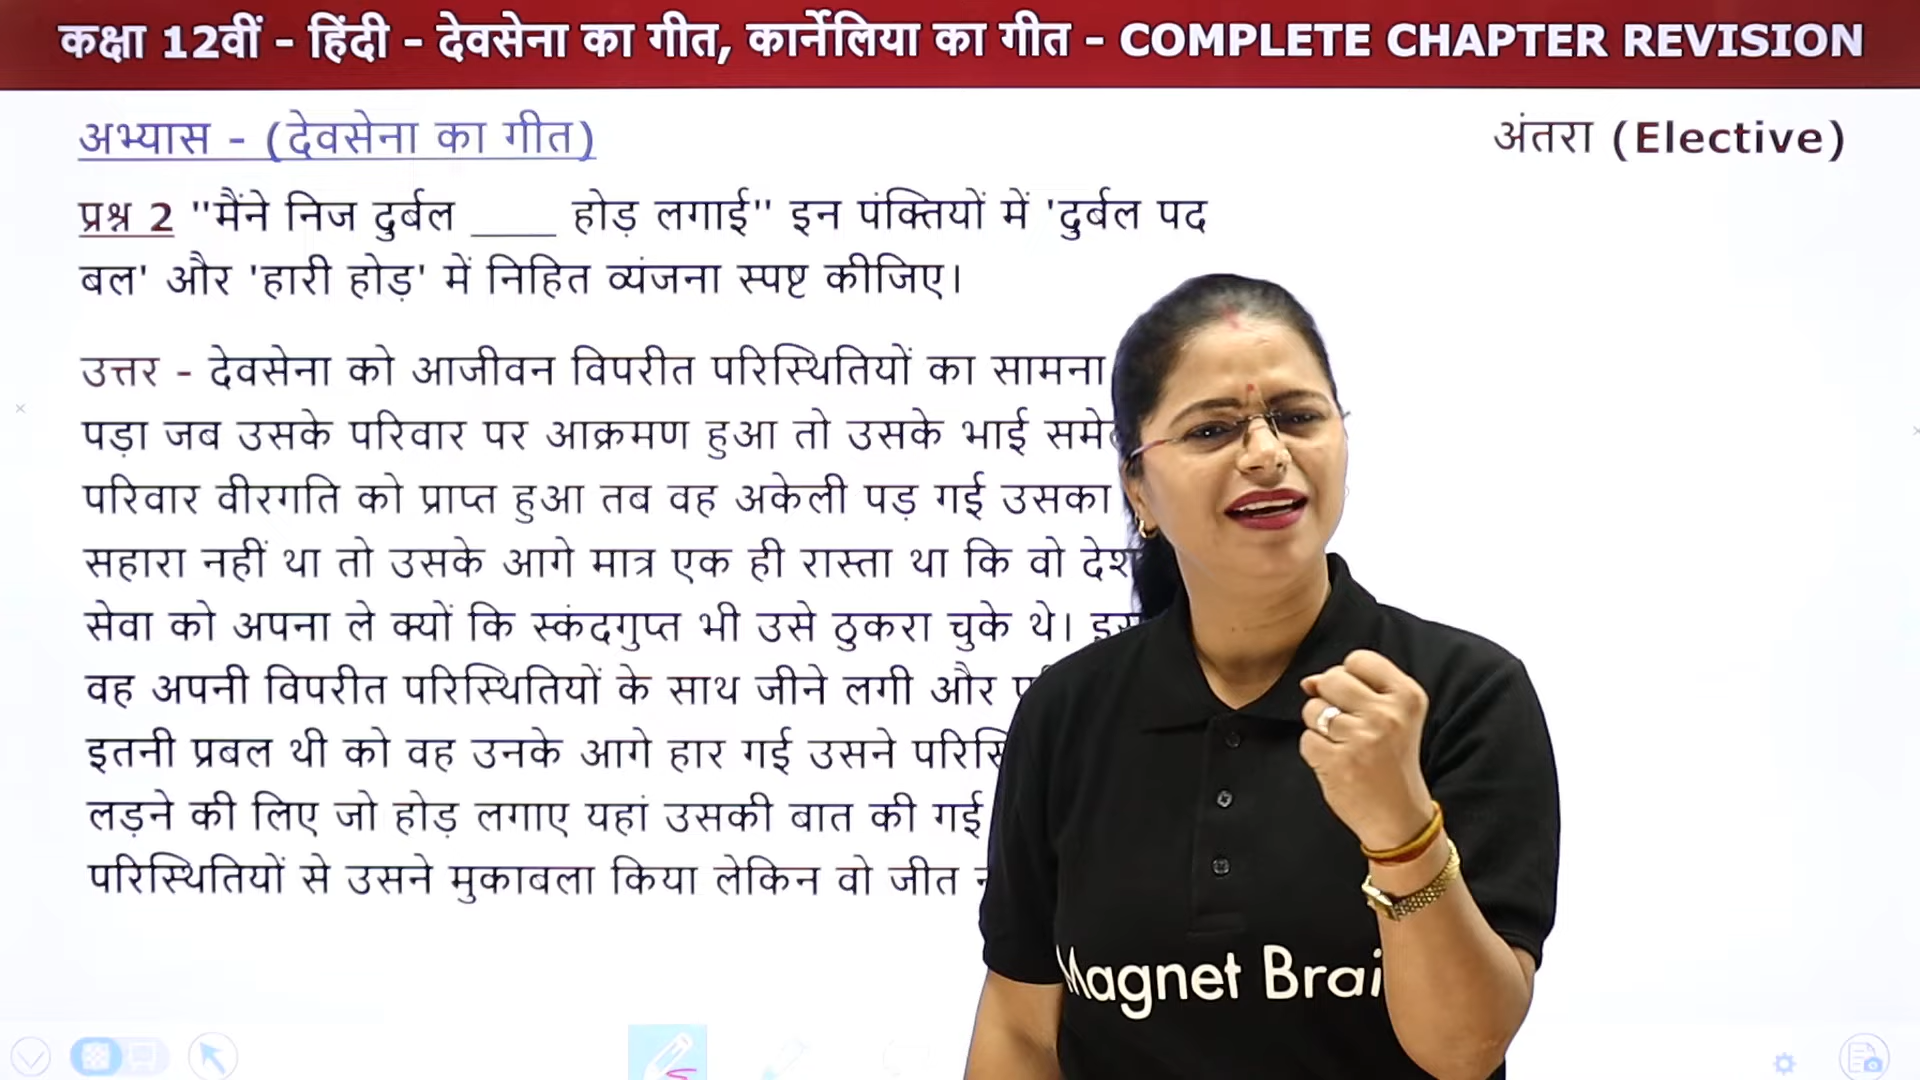 कक्षा 12वीं - हिंदी - देवसेना का गीत, कार्नेलिया का गीत - COMPLETE CHAPTER REVISION
अभ्यास - (देवसेना का गीत)
अंतरा (Elective)
प्रश्न 2 "मैंने निज दुर्बल ____ होड़ लगाई" इन पंक्तियों में 'दुर्बल पद
बल' और 'हारी होड़' में निहित व्यंजना स्पष्ट कीजिए।
उत्तर - देवसेना को आजीवन विपरीत परिस्थितियों का सामना
पड़ा जब उसके परिवार पर आक्रमण हुआ तो उसके भाई
परिवार वीरगति को प्राप्त हुआ तब वह अकेली पड़ गई उसका
सहारा नहीं था तो उसके आगे मात्र एक ही रास्ता था कि वो देश
सेवा को अपना ले क्यों कि स्कंदगुप्त भी उसे ठुकरा चुके थे।
वह अपनी विपरीत परिस्थितियों के साथ जीने लगी और
इतनी प्रबल थी को वह उनके आगे हार गई उसने
लड़ने की लिए जो होड़ लगाए यहां उसकी बात की गई
परिस्थितियों से उसने मुकाबला किया लेकिन वो जीत
Magnet Brai